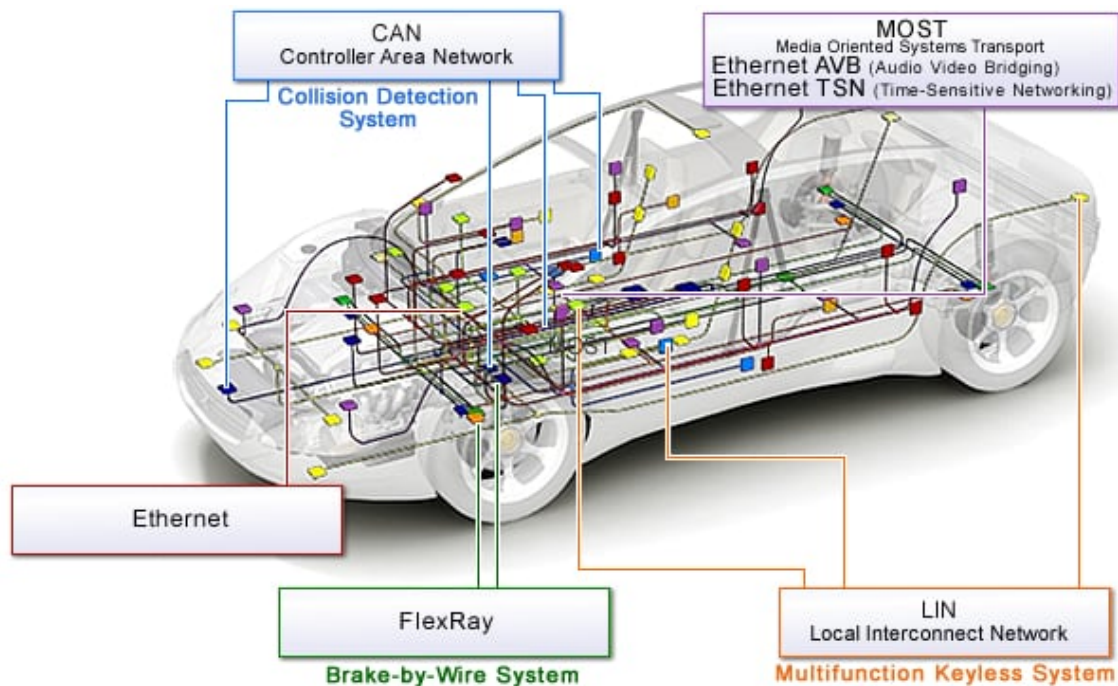 CAN
Controller Area Network
Collision Detection
System
MOST
Media Oriented Systems Transport
Ethernet AVB (Audio Video Bridging)
Ethernet TSN (Time-Sensitive Networking)
Ethernet
FlexRay
Brake-by-Wire System
LIN
Local Interconnect Network
Multifunction Keyless System